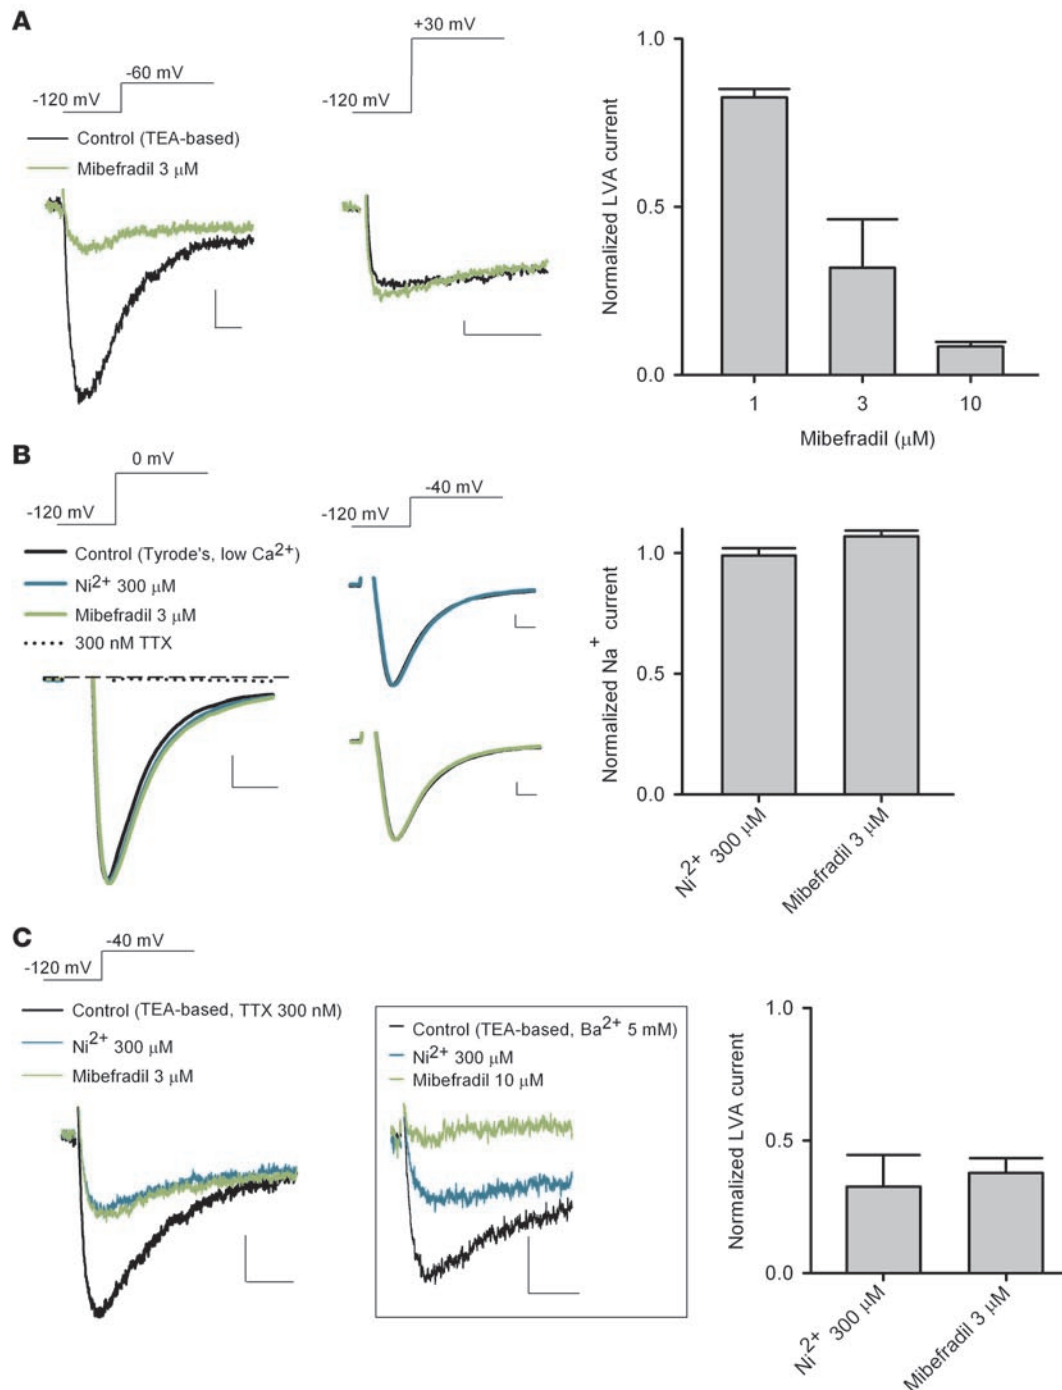 A
-120 mV
-60 mV
Control (TEA-based)
Mibefradil 3 μM
-120 mV
+30 mV
Normalized LVA current
1.0
0.5
0.0
1
3
10
Mibefradil (μM)
B
-120 mV
0 mV
Control (Tyrode's, low Ca²⁺)
Ni²⁺ 300 μM
Mibefradil 3 μM
300 nM TTX
-120 mV
-40 mV
Normalized Na⁺ current
1.0
0.5
0.0
Ni²⁺ 300 μM
Mibefradil 3 μM
C
-120 mV
-40 mV
Control (TEA-based, TTX 300 nM)
Ni²⁺ 300 μM
Mibefradil 3 μM
Control (TEA-based, Ba²⁺ 5 mM)
Ni²⁺ 300 μM
Mibefradil 10 μM
Normalized LVA current
1.0
0.5
0.0
Ni²⁺ 300 μM
Mibefradil 3 μM